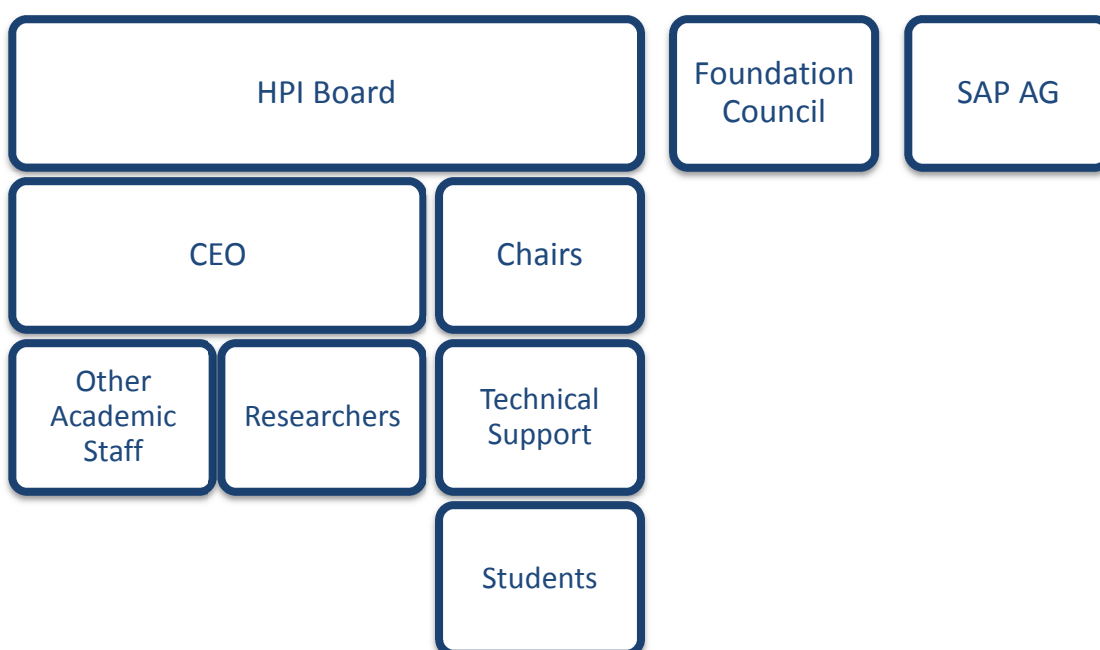 HPI Board
Foundation
Council
SAP AG
CEO
Chairs
Other
Academic
Staff
Researchers
Technical
Support
Students